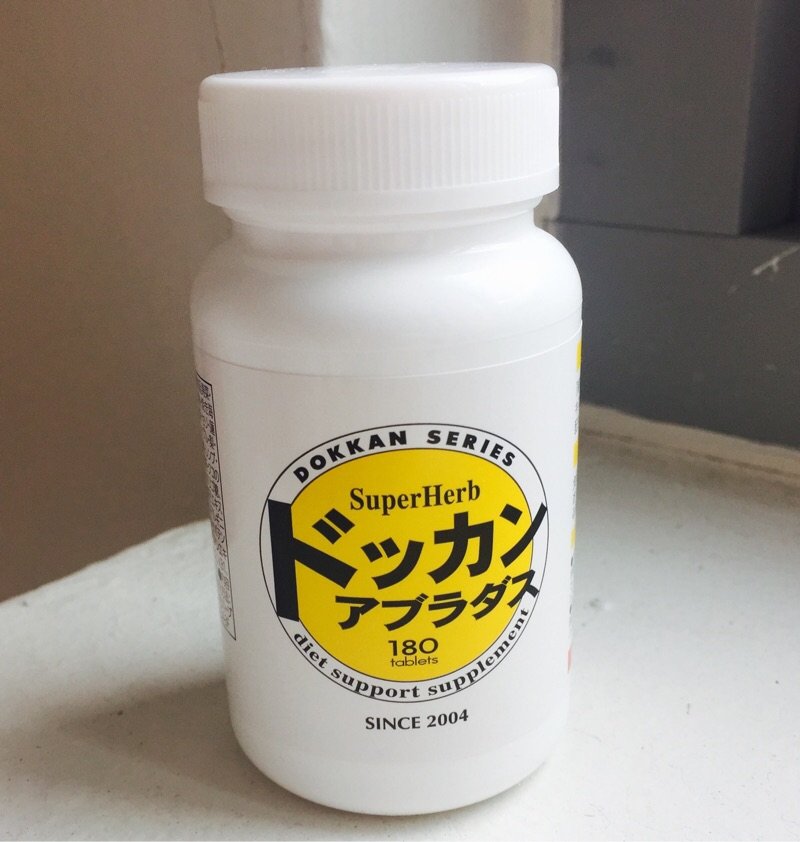 DOKKAN SERIES
SuperHerb
ドッカン
アブラダス
180
tablets
diet support supplement
SINCE 2004